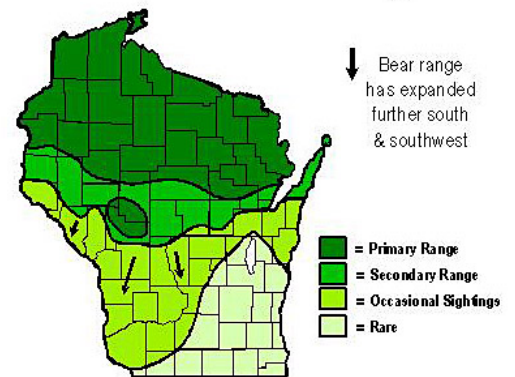 Bear range
has expanded
further south
& southwest
= Primary Range
= Secondary Range
= Occasional Sightings
= Rare